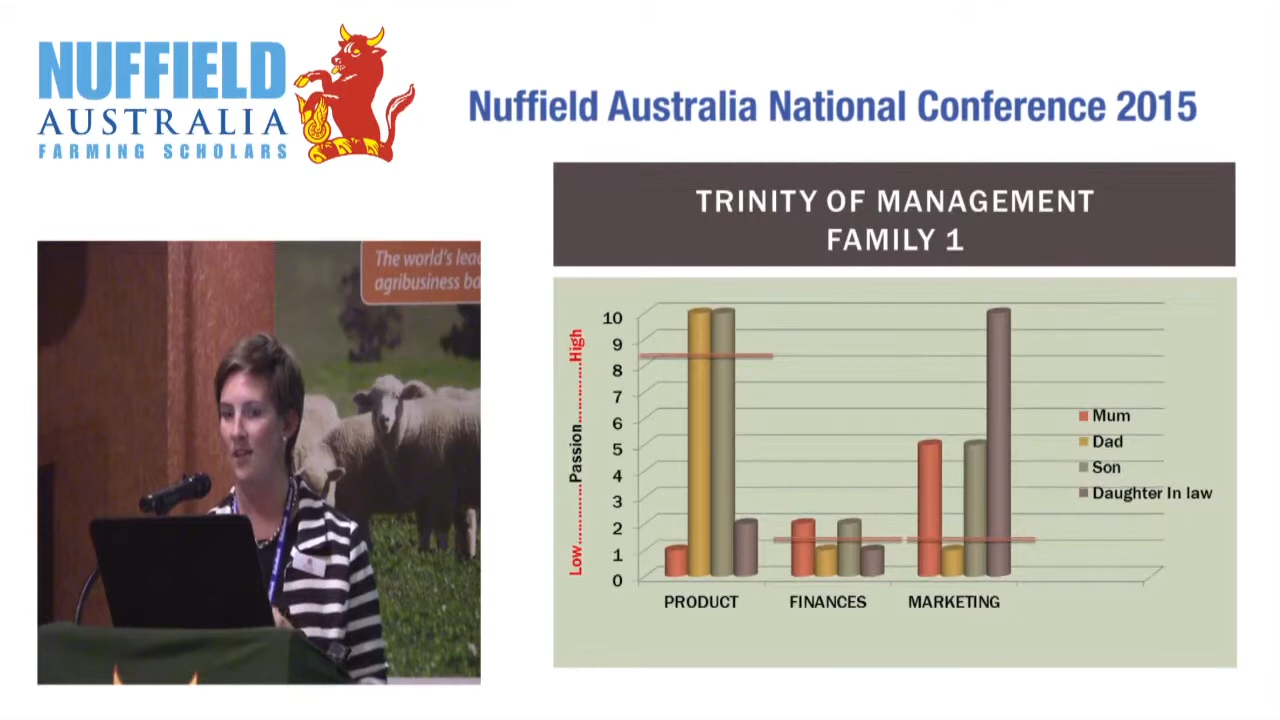 NUFFIELD
AUSTRALIA
FARMING SCHOLARS
Nuffield Australia National Conference 2015
TRINITY OF MANAGEMENT
FAMILY 1
The world's lea
agribusiness ba
Low...............Passion...............High
10
9
8
7
6
5
4
3
2
1
0
PRODUCT
FINANCES
MARKETING
Mum
Dad
Son
Daughter In law